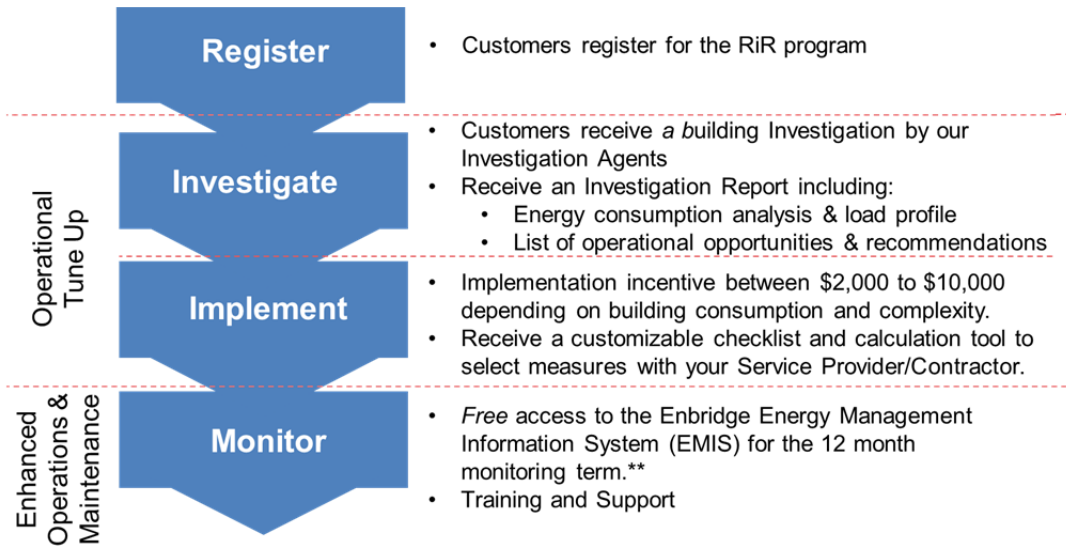 Register
• Customers register for the RiR program
Operational
Tune Up
Investigate
• Customers receive a building Investigation by our
Investigation Agents
• Receive an Investigation Report including:
• Energy consumption analysis & load profile
• List of operational opportunities & recommendations
Implement
• Implementation incentive between $2,000 to $10,000
depending on building consumption and complexity.
• Receive a customizable checklist and calculation tool to
select measures with your Service Provider/Contractor.
Enhanced
Operations &
Maintenance
Monitor
• Free access to the Enbridge Energy Management
Information System (EMIS) for the 12 month
monitoring term.**
• Training and Support